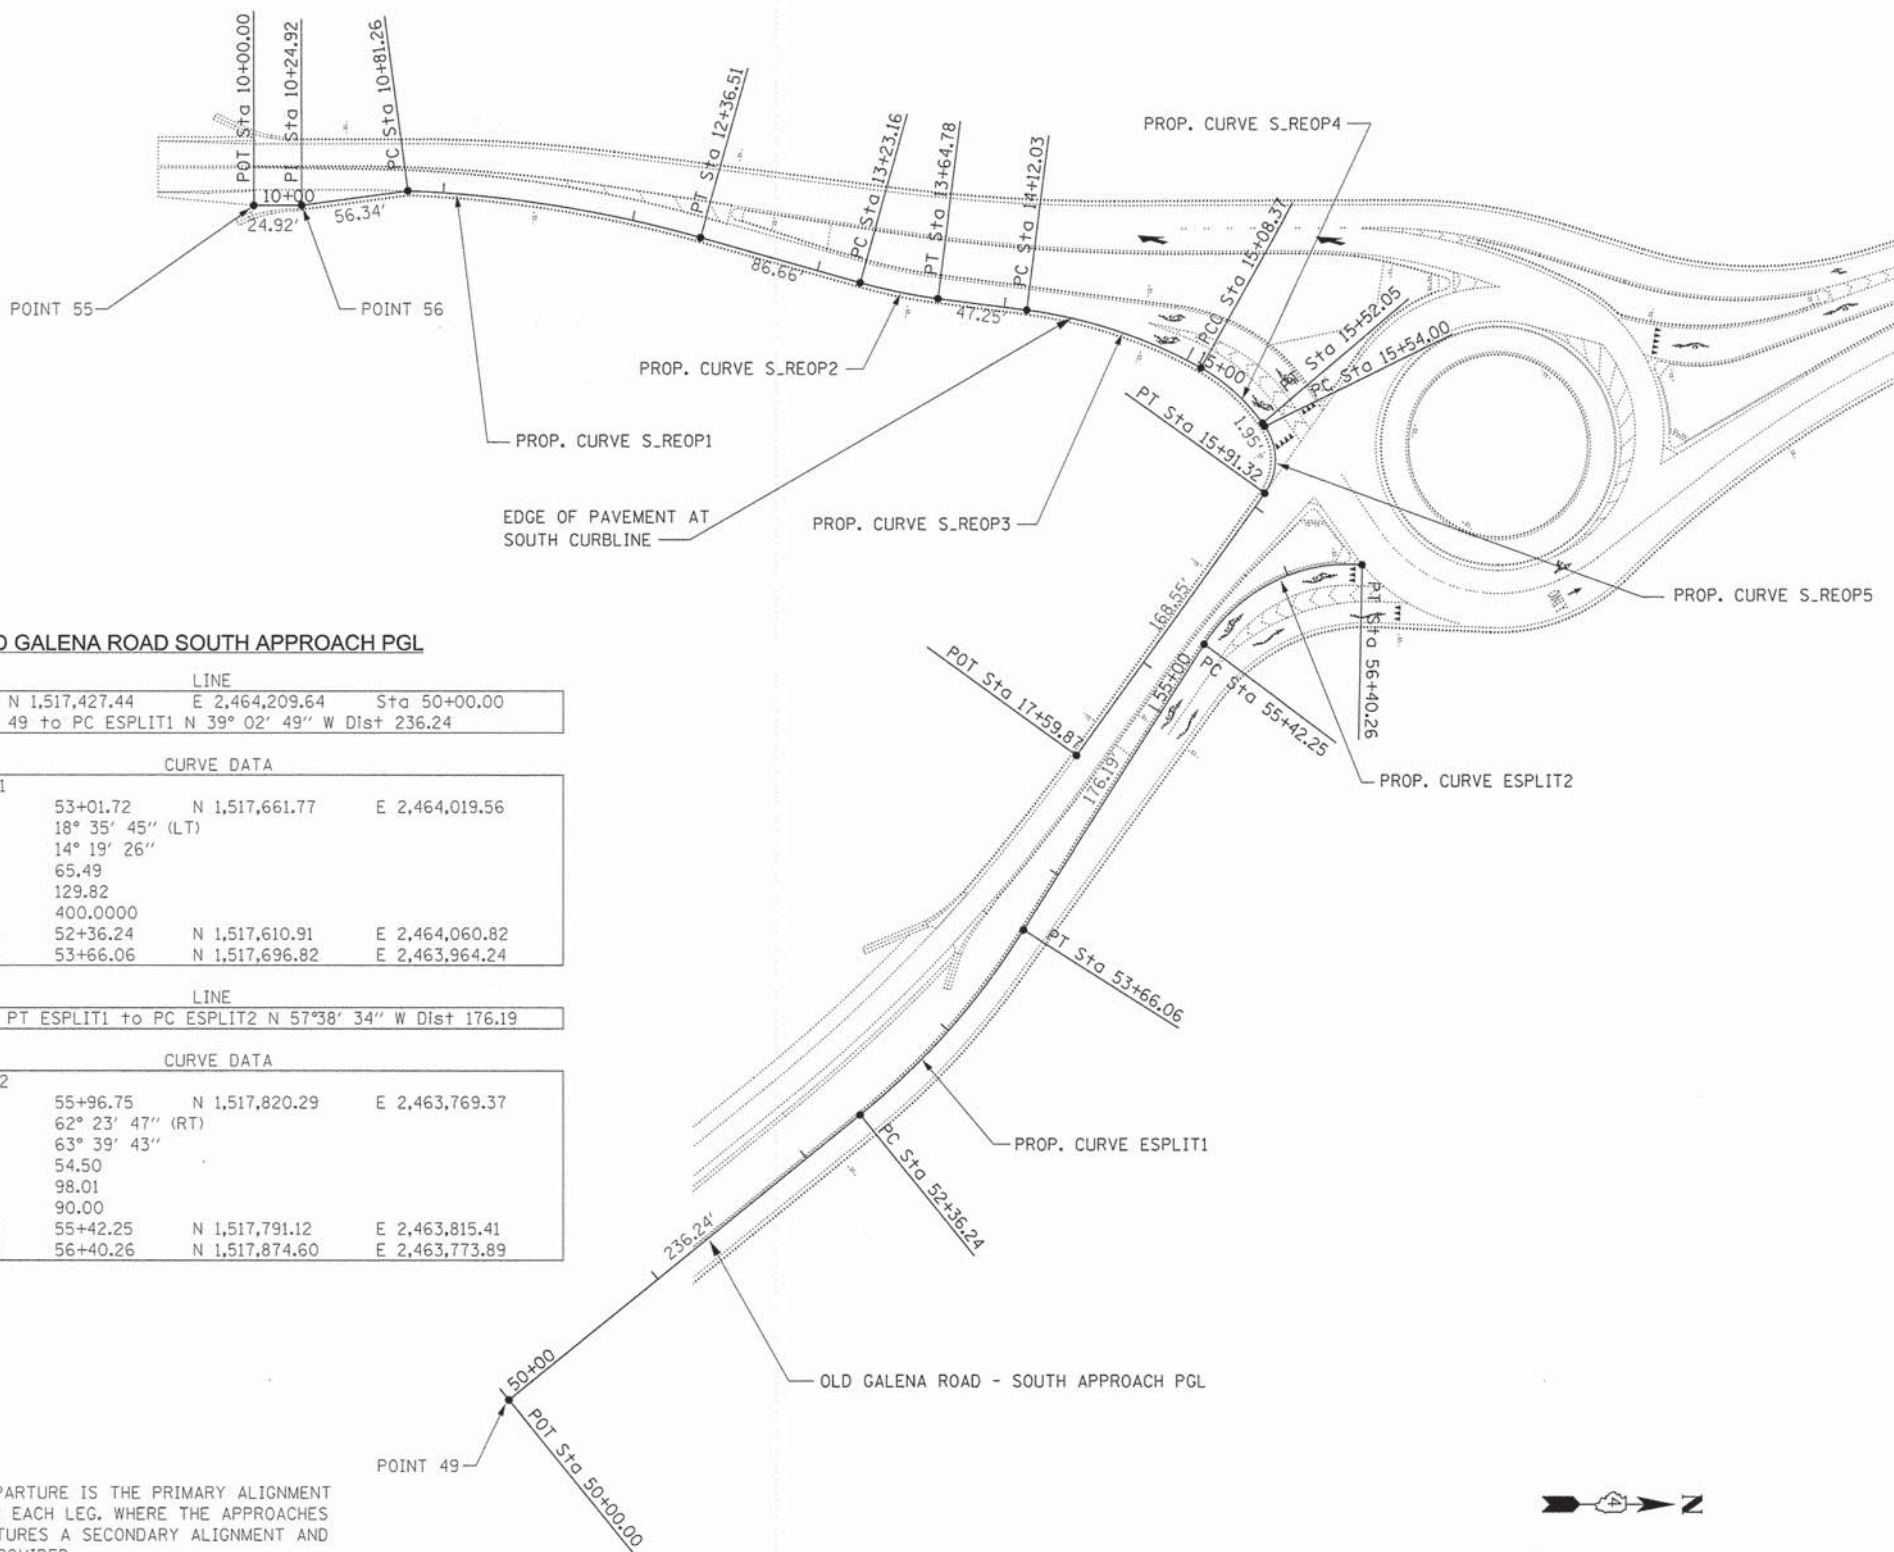 POT Sta 10+00.00
PT Sta 10+24.92
PC Sta 10+81.26
PT Sta 12+36.51
PC Sta 13+23.16
PT Sta 13+64.78
PC Sta 14+12.03
PCC Sta 15+08.37
Sta 15+52.05
PC Sta 15+54.00
PT Sta 15+91.32
10+00
24.92'
56.34'
86.66'
47.25'
15+00
1.95'
POINT 55
POINT 56
PROP. CURVE S_REOP4
PROP. CURVE S_REOP2
PROP. CURVE S_REOP1
EDGE OF PAVEMENT AT
SOUTH CURBLINE
PROP. CURVE S_REOP3
PROP. CURVE S_REOP5
ONLY
168.55'
POT Sta 17+59.87
55+00
PC Sta 55+42.25
PT Sta 56+40.26
176.19'
PROP. CURVE ESPLIT2
PT Sta 53+66.06
PROP. CURVE ESPLIT1
PC Sta 52+36.24
236.24'
OLD GALENA ROAD - SOUTH APPROACH PGL
50+00
POT Sta 50+00.00
POINT 49
D GALENA ROAD SOUTH APPROACH PGL
LINE
N 1,517,427.44 E 2,464,209.64 Sta 50+00.00
49 to PC ESPLIT1 N 39° 02' 49" W Dist 236.24
CURVE DATA
1
53+01.72 N 1,517,661.77 E 2,464,019.56
18° 35' 45" (LT)
14° 19' 26"
65.49
129.82
400.0000
52+36.24 N 1,517,610.91 E 2,464,060.82
53+66.06 N 1,517,696.82 E 2,463,964.24
LINE
PT ESPLIT1 to PC ESPLIT2 N 57°38' 34" W Dist 176.19
CURVE DATA
2
55+96.75 N 1,517,820.29 E 2,463,769.37
62° 23' 47" (RT)
63° 39' 43"
54.50
98.01
90.00
55+42.25 N 1,517,791.12 E 2,463,815.41
56+40.26 N 1,517,874.60 E 2,463,773.89
PARTURE IS THE PRIMARY ALIGNMENT
EACH LEG. WHERE THE APPROACHES
TURES A SECONDARY ALIGNMENT AND
4
N